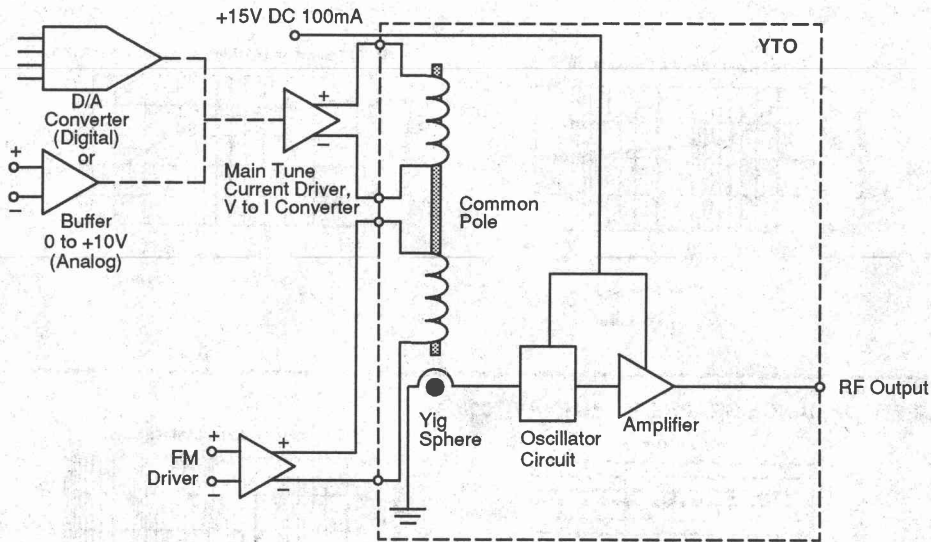 +15V DC 100mA
YTO
D/A
Converter
(Digital)
or
+
−
Buffer
0 to +10V
(Analog)
+
−
Main Tune
Current Driver,
V to I Converter
Common
Pole
Yig
Sphere
Oscillator
Circuit
Amplifier
RF Output
+
FM
Driver
−
+
−